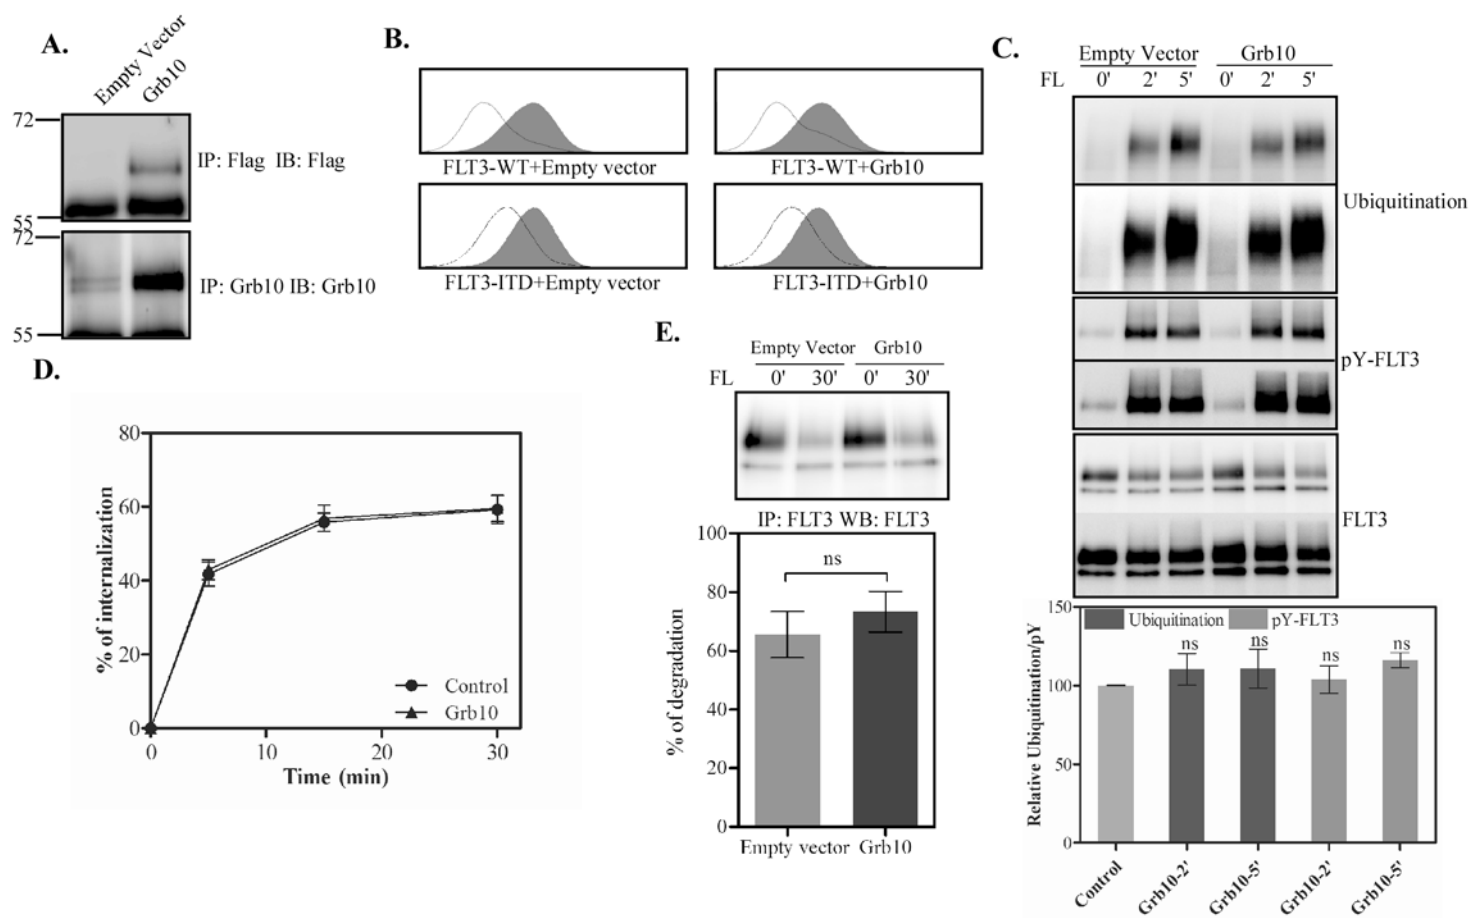 A.
Empty Vector
Grb10
72
IP: Flag IB: Flag
55
72
IP: Grb10 IB: Grb10
55
B.
FLT3-WT+Empty vector
FLT3-WT+Grb10
FLT3-ITD+Empty vector
FLT3-ITD+Grb10
C.
Empty Vector Grb10
FL 0' 2' 5' 0' 2' 5'
Ubiquitination
pY-FLT3
FLT3
150
100
50
0
Relative Ubiquitination/pY
Ubiquitination pY-FLT3
ns ns ns ns
Control Grb10-2' Grb10-5' Grb10-2' Grb10-5'
D.
80
60
40
20
0
% of internalization
Control
Grb10
0 10 20 30
Time (min)
E.
Empty Vector Grb10
FL 0' 30' 0' 30'
IP: FLT3 WB: FLT3
100
80
60
40
20
0
% of degradation
ns
Empty vector Grb10